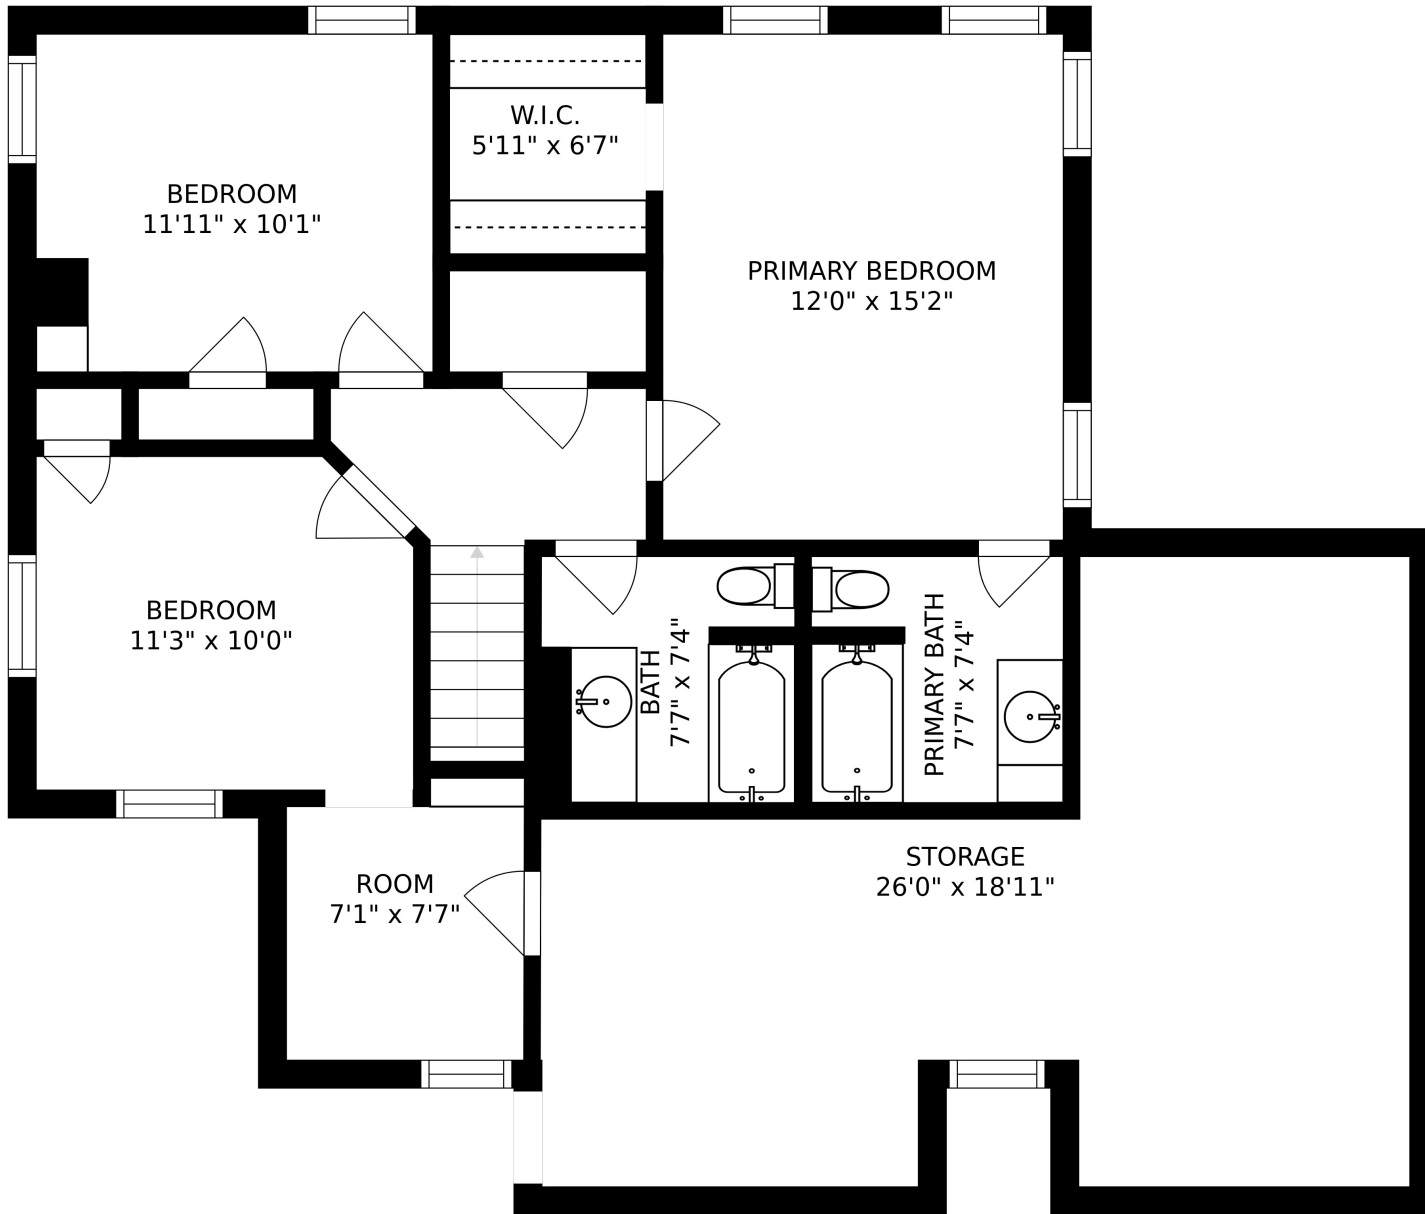 W.I.C.
5'11" x 6'7"
BEDROOM
11'11" x 10'1"
PRIMARY BEDROOM
12'0" x 15'2"
BEDROOM
11'3" x 10'0"
BATH
7'7" x 7'4"
PRIMARY BATH
7'7" x 7'4"
STORAGE
26'0" x 18'11"
ROOM
7'1" x 7'7"